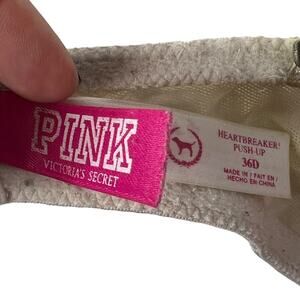 PINK
VICTORIA'S SECRET
HEARTBREAKER
PUSH-UP
36D
MADE IN / FAIT EN /
HECHO EN CHINA